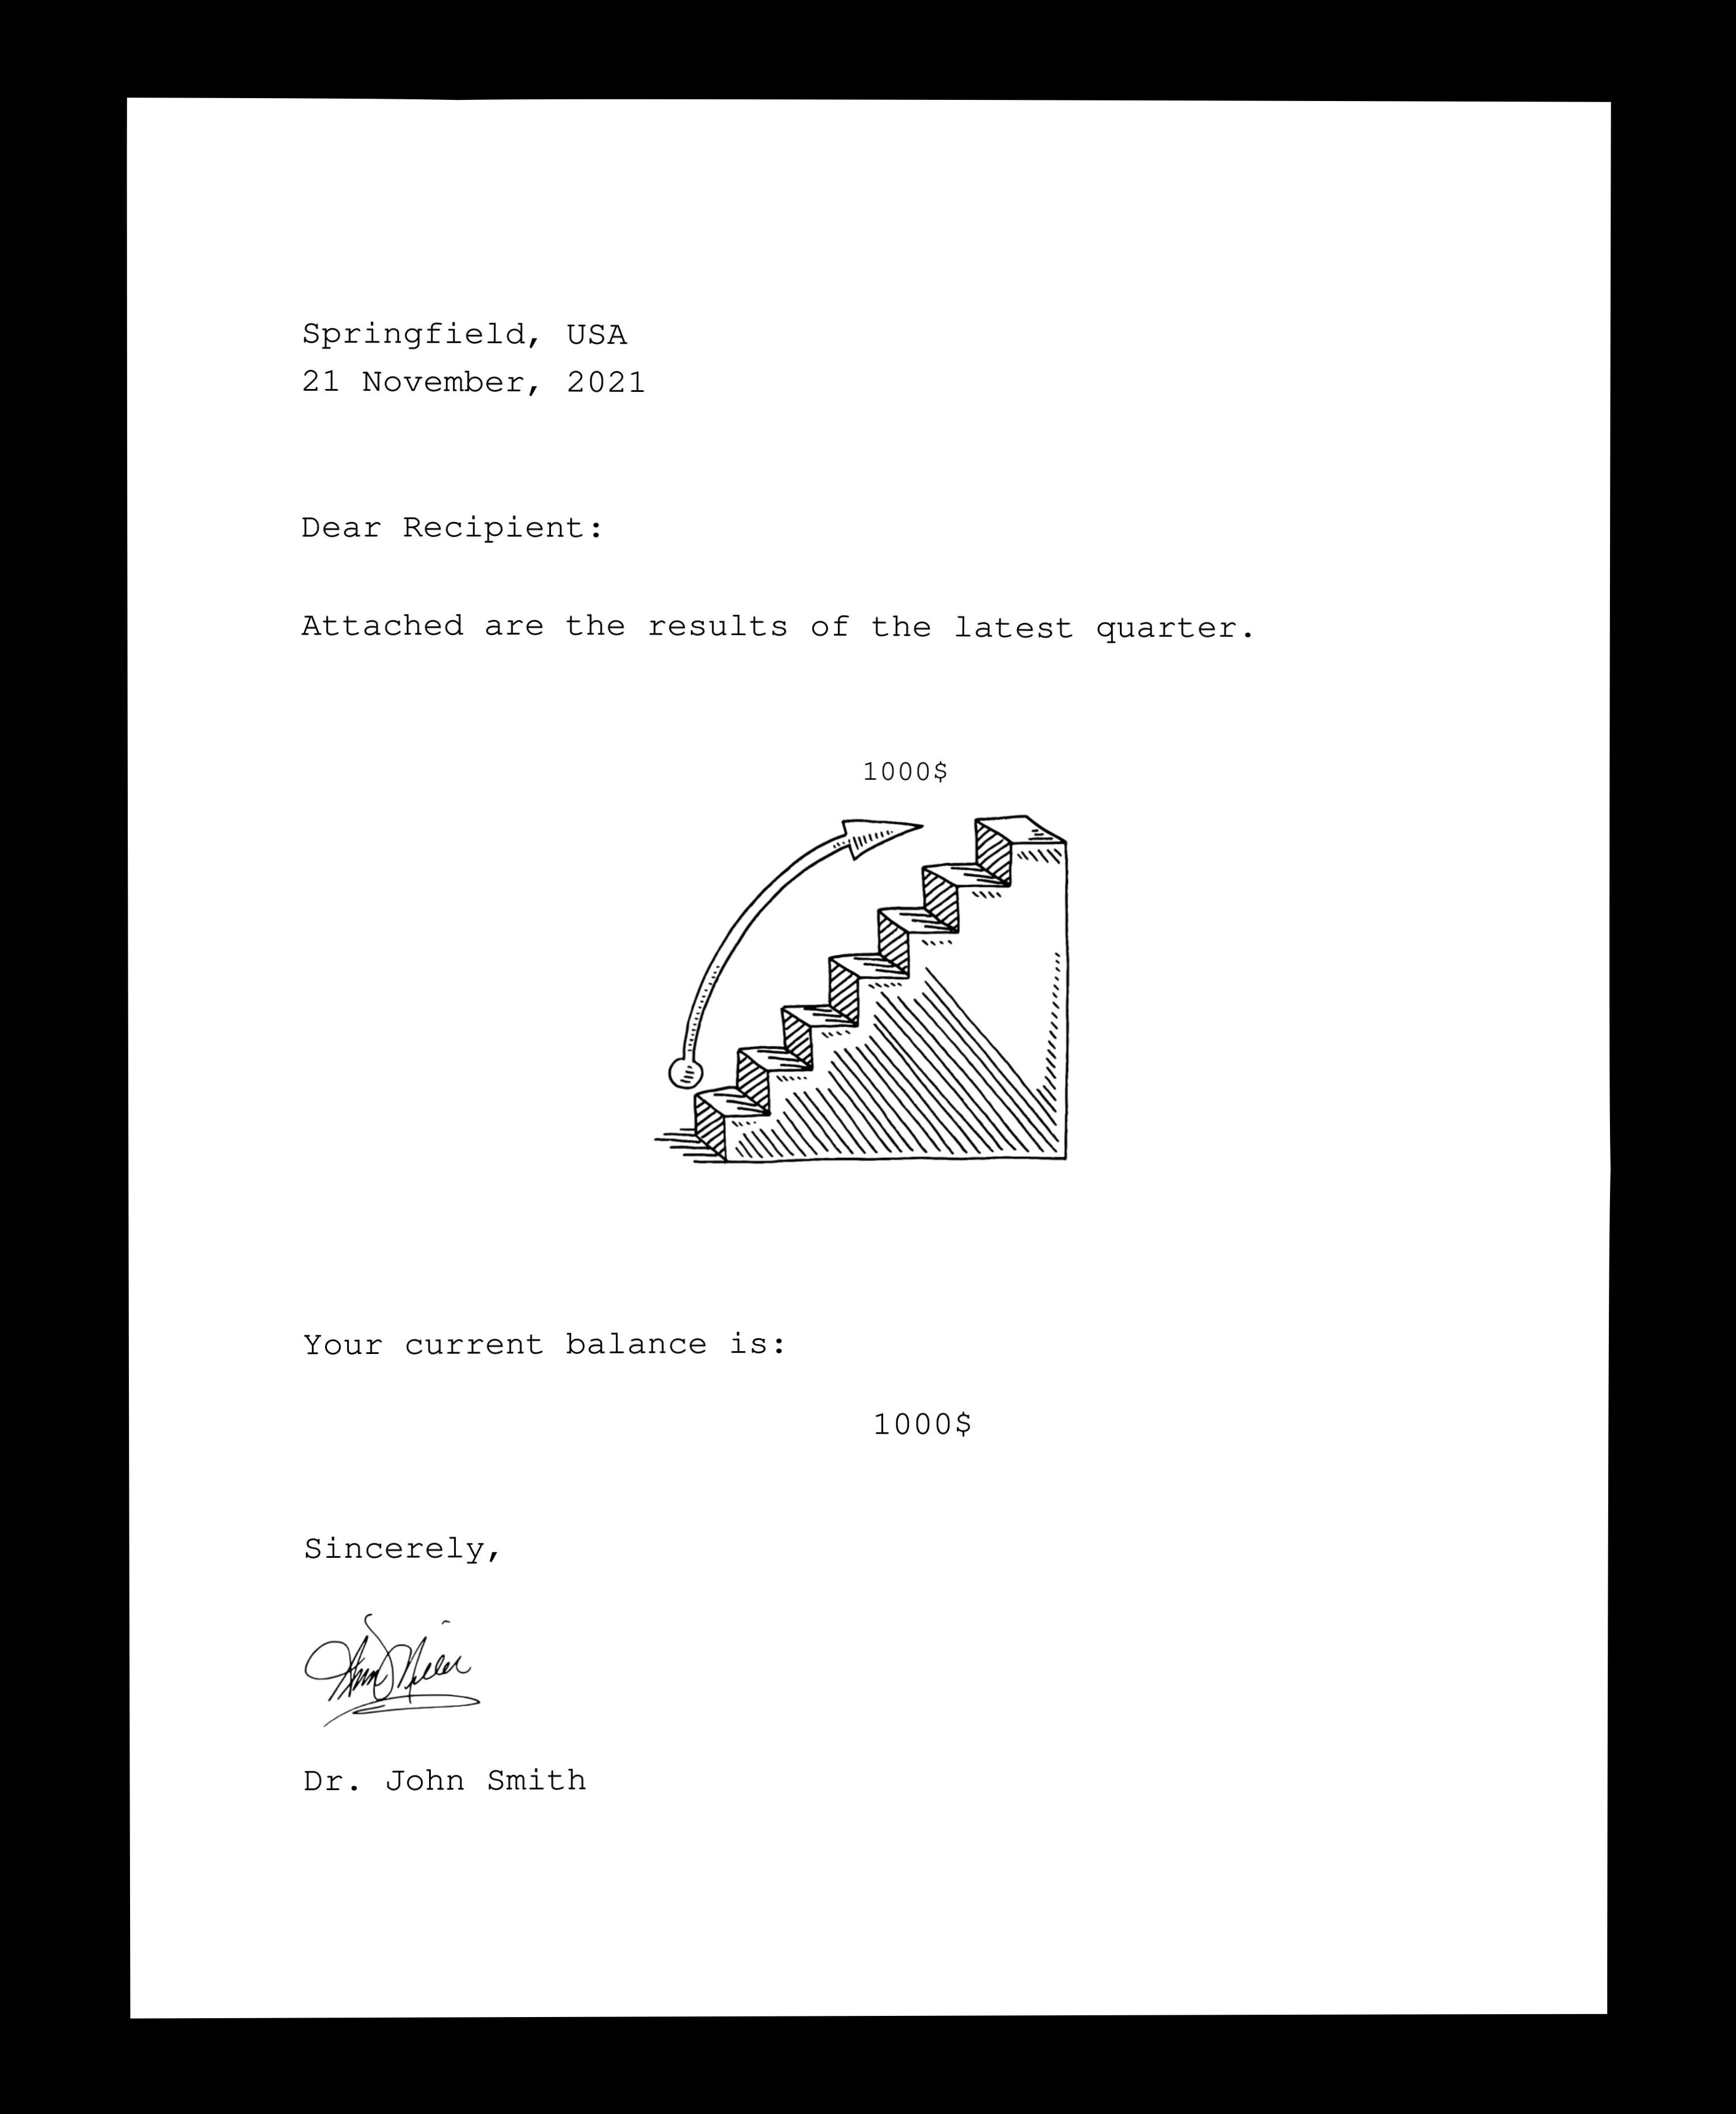 Springfield, USA
21 November, 2021
Dear Recipient:
Attached are the results of the latest quarter.
1000$
Your current balance is:
1000$
Sincerely,
Dr. John Smith